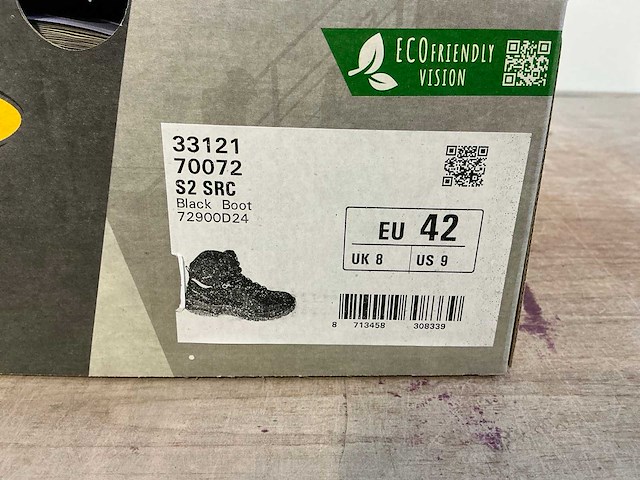 ECOFRIENDLY
VISION
33121
70072
S2 SRC
Black Boot
72900D24
EU 42
UK 8 US 9
8 713458 308339